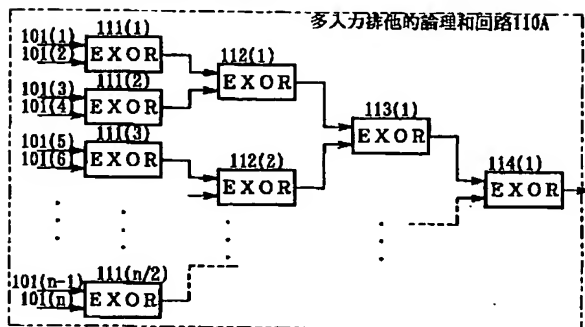 多入力排他的論理和回路110A
101(1)
101(2)
111(1)
EXOR
112(1)
EXOR
101(3)
101(4)
111(2)
EXOR
113(1)
EXOR
101(5)
101(6)
111(3)
EXOR
112(2)
EXOR
114(1)
EXOR
101(n-1)
101(n)
111(n/2)
EXOR